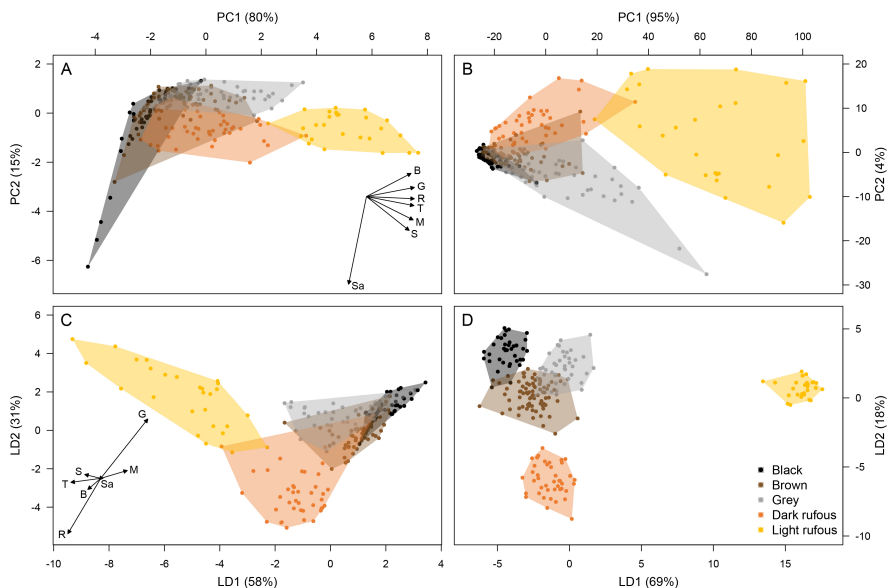 PC1 (80%)
PC1 (95%)
-4 -2 0 2 4 6 8
-20 0 20 40 60 80 100
A
B
2
0
-2
-4
-6
PC2 (15%)
B
G
R
T
M
S
Sa
20
10
0
-10
-20
-30
PC2 (4%)
C
D
6
4
2
0
-2
-4
LD2 (31%)
G
S
M
T
Sa
B
R
5
0
-5
-10
LD2 (18%)
Black
Brown
Grey
Dark rufous
Light rufous
-10 -8 -6 -4 -2 0 2 4
-5 0 5 10 15
LD1 (58%)
LD1 (69%)